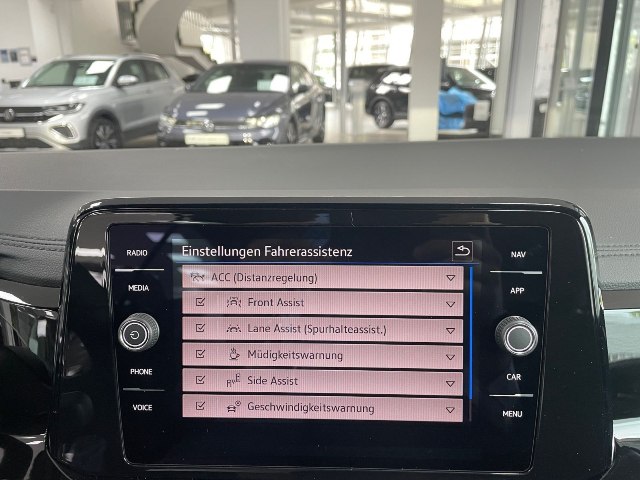 Einstellungen Fahrerassistenz
RADIO
MEDIA
PHONE
VOICE
ACC (Distanzregelung)
Front Assist
Lane Assist (Spurhalteassist.)
Müdigkeitswarnung
Side Assist
Geschwindigkeitswarnung
NAV
APP
CAR
MENU